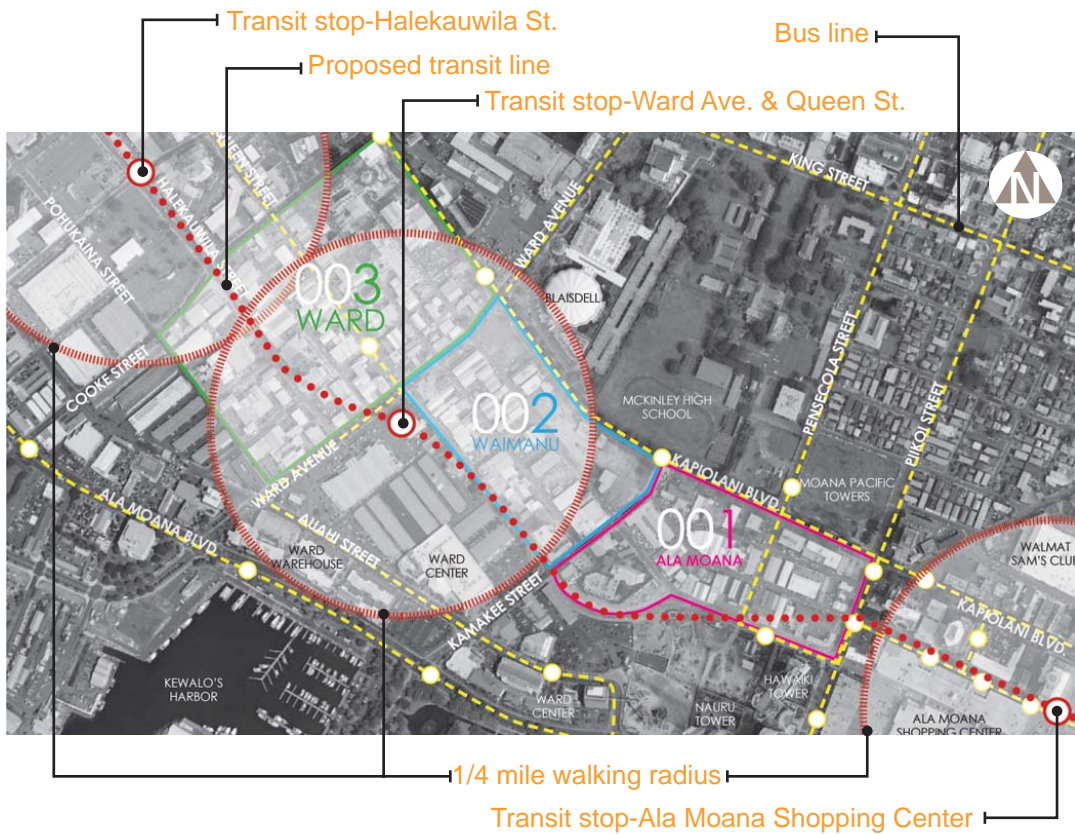 Transit stop-Halekauwila St.
Bus line
Proposed transit line
Transit stop-Ward Ave. & Queen St.
QUEEN STREET
KING STREET
N
HALEKAUWILA STREET
POHUKAINA STREET
WARD AVENUE
003
WARD
BLAISDELL
PENSECOLA STREET
PIIKOI STREET
COOKE STREET
002
WAIMANU
MCKINLEY HIGH
SCHOOL
KAPIOLANI BLVD.
MOANA PACIFIC
TOWERS
WARD AVENUE
ALA MOANA BLVD
AUAHI STREET
001
ALA MOANA
WARD
WAREHOUSE
WARD
CENTER
WALMAT
SAM'S CLUB
KAMAKEE STREET
KAPIOLANI BLVD.
KEWALO'S
HARBOR
WARD
CENTER
HAWAIKI
TOWER
NAURU
TOWER
ALA MOANA
SHOPPING CENTER
1/4 mile walking radius
Transit stop-Ala Moana Shopping Center